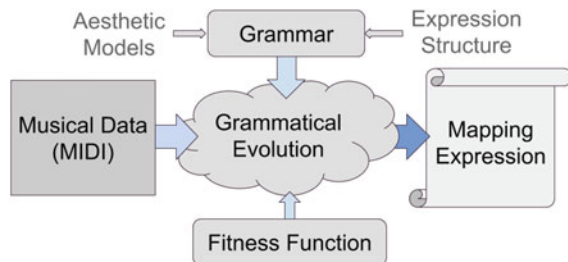 Aesthetic
Models
Grammar
Expression
Structure
Musical Data
(MIDI)
Grammatical
Evolution
Mapping
Expression
Fitness Function